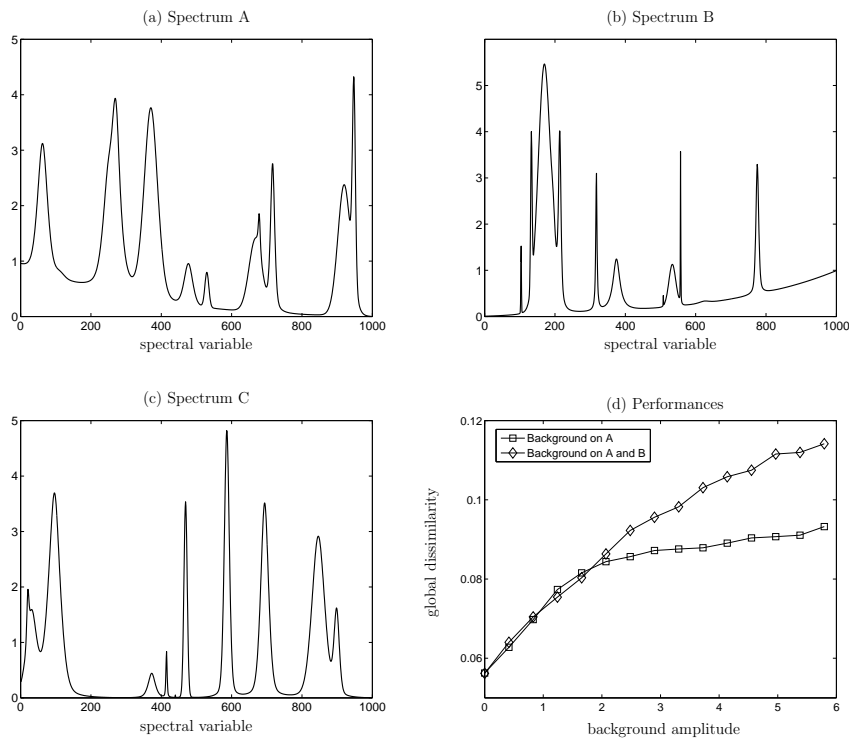 (a) Spectrum A
5
4
3
2
1
0
0 200 400 600 800 1000
spectral variable
(b) Spectrum B
5
4
3
2
1
0
0 200 400 600 800 1000
spectral variable
(c) Spectrum C
5
4
3
2
1
0
0 200 400 600 800 1000
spectral variable
(d) Performances
global dissimilarity
0.12
0.1
0.08
0.06
Background on A
Background on A and B
0 1 2 3 4 5 6
background amplitude